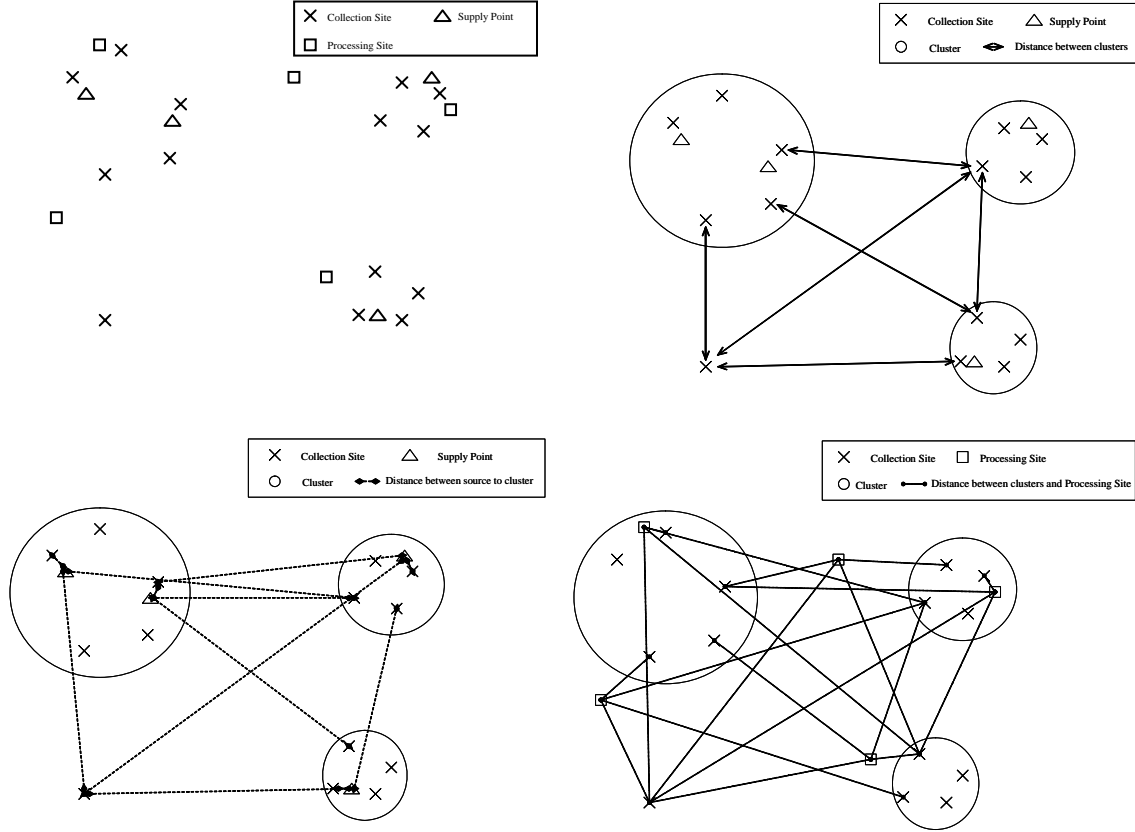 Collection Site Supply Point
Processing Site
Collection Site Supply Point
Cluster Distance between clusters
Collection Site Supply Point
Cluster Distance between source to cluster
Collection Site Processing Site
Cluster Distance between clusters and Processing Site